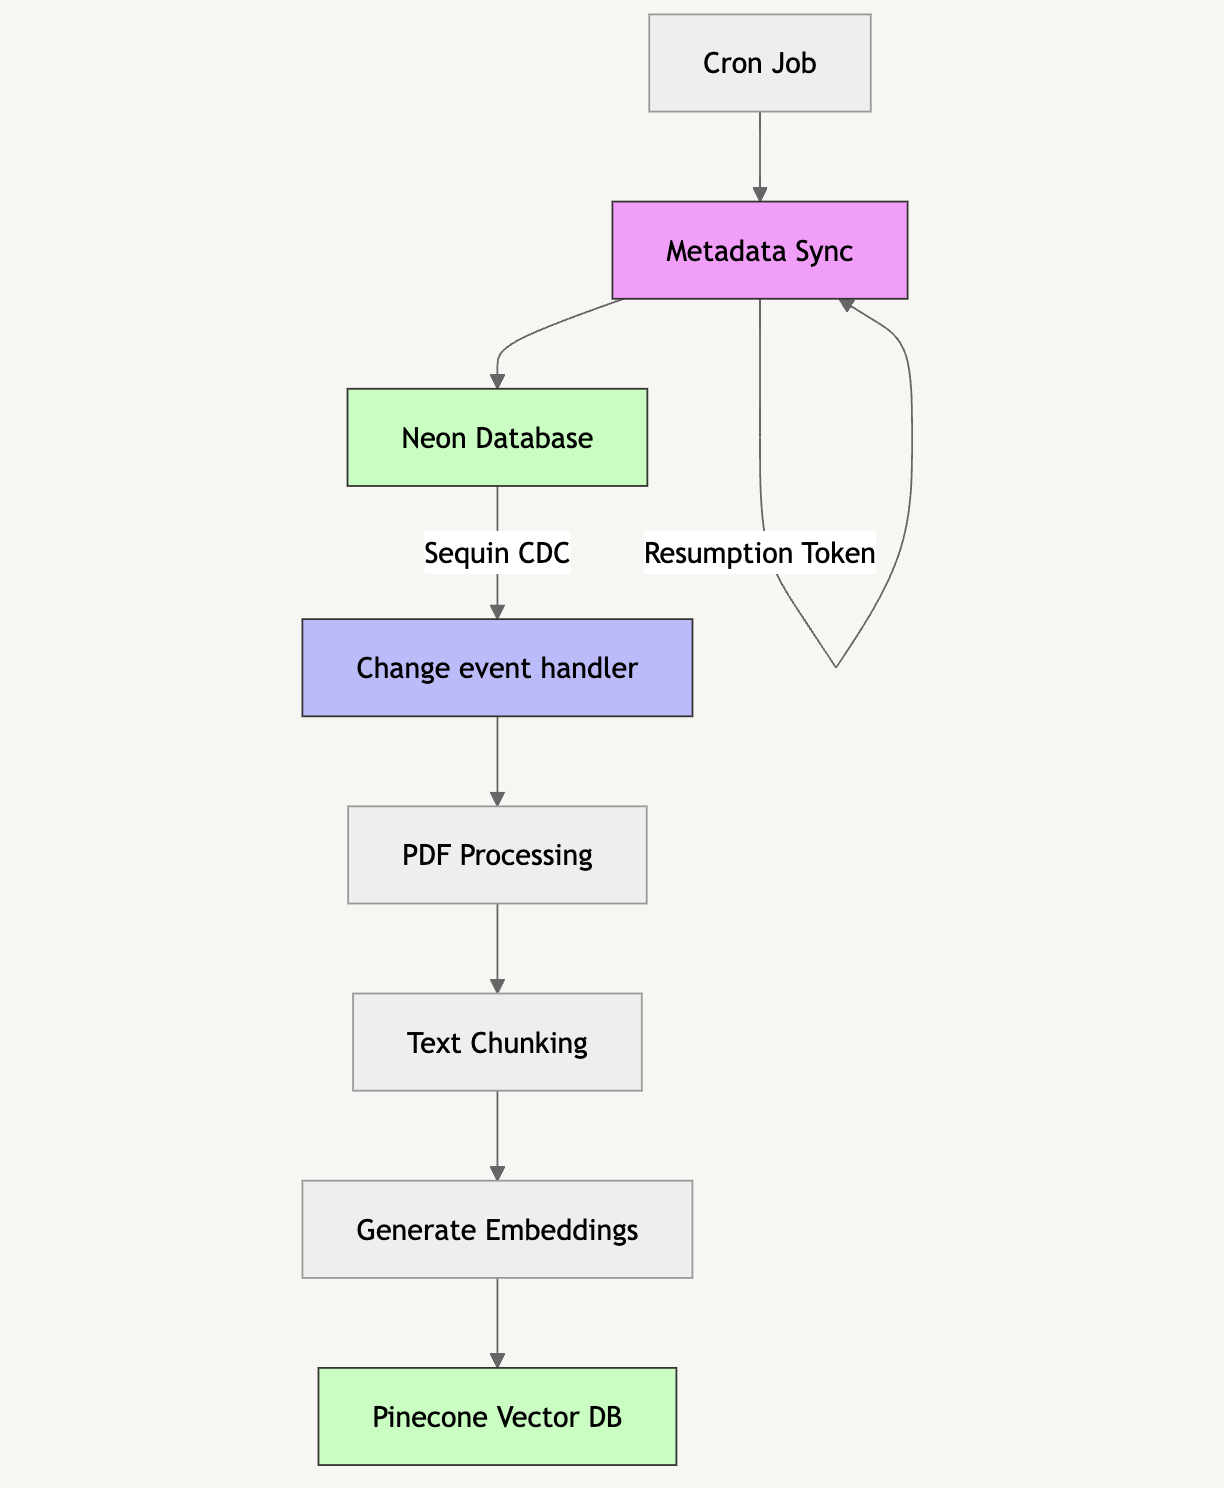 Cron Job
Metadata Sync
Neon Database
Sequin CDC
Resumption Token
Change event handler
PDF Processing
Text Chunking
Generate Embeddings
Pinecone Vector DB